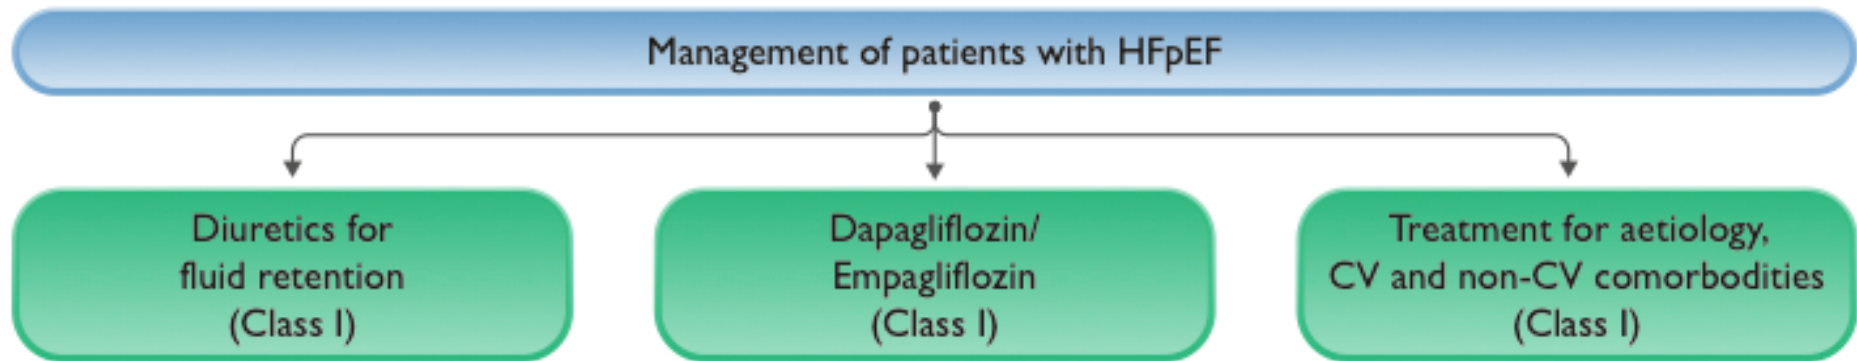 Management of patients with HFpEF
Diuretics for
fluid retention
(Class I)
Dapagliflozin/
Empagliflozin
(Class I)
Treatment for aetiology,
CV and non-CV comorbodities
(Class I)